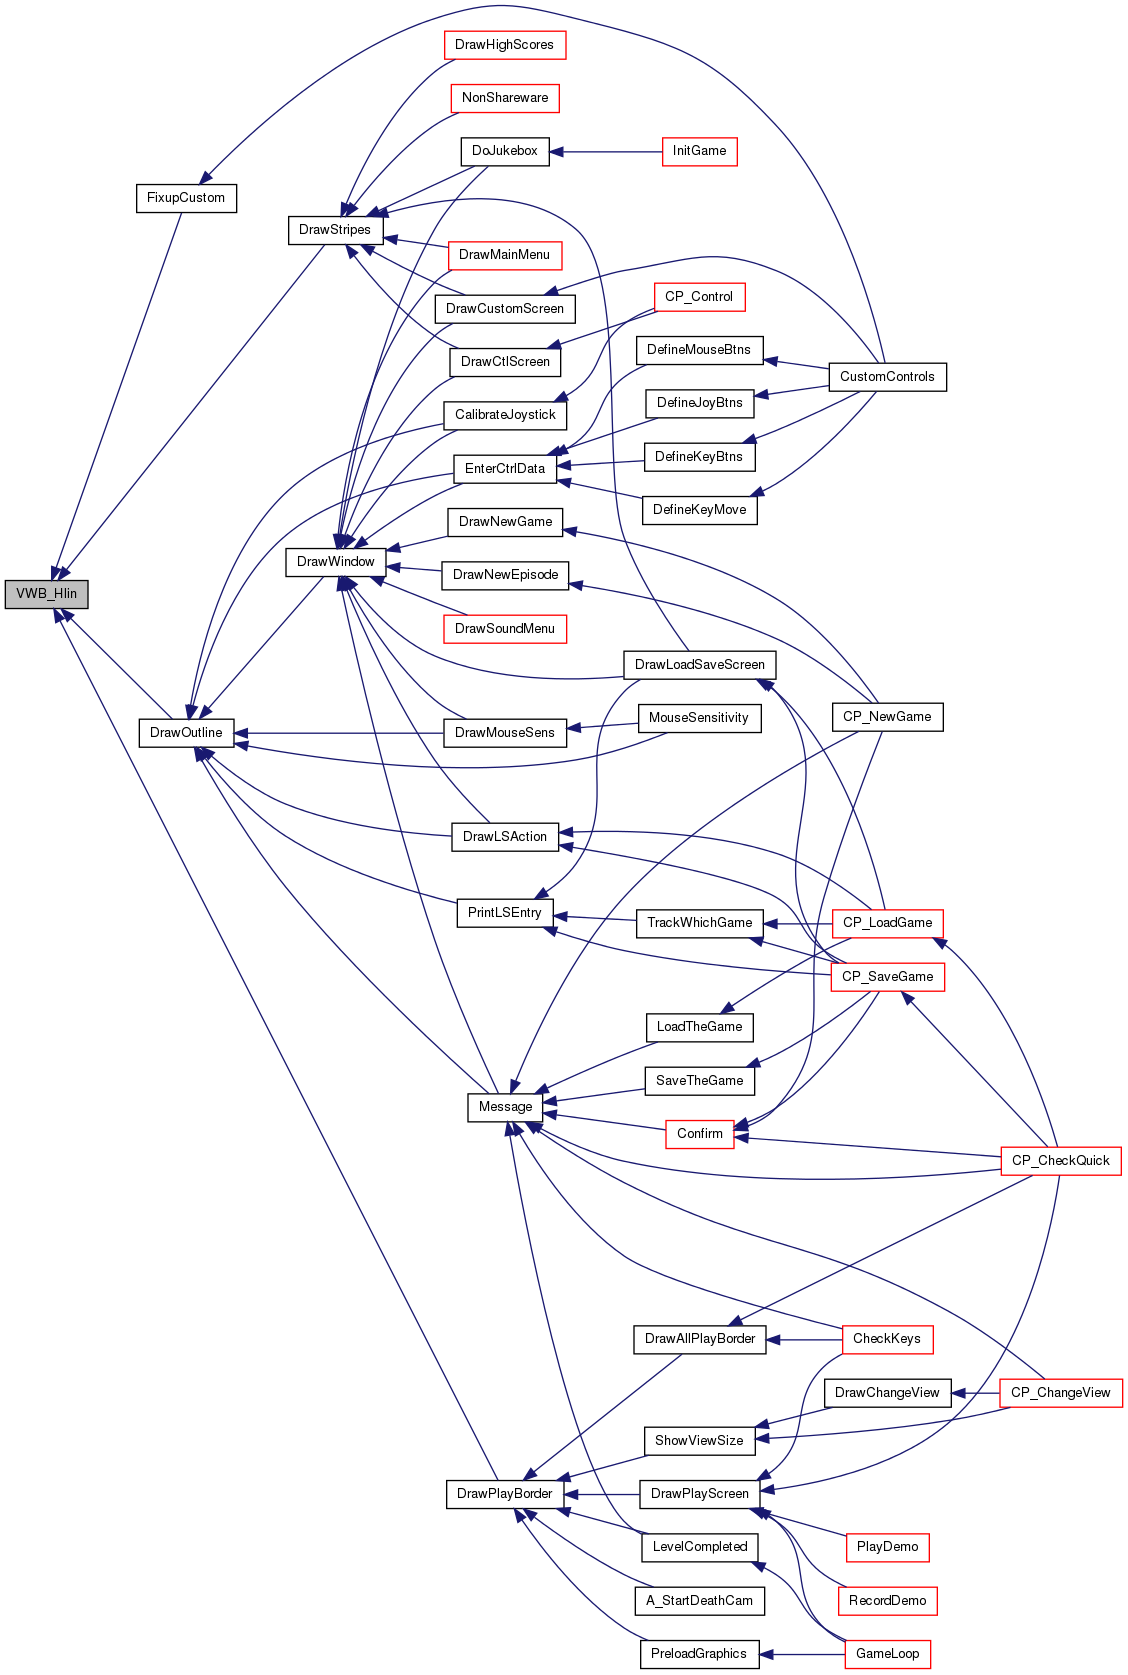 DrawHighScores
NonShareware
DoJukebox
InitGame
FixupCustom
DrawStripes
DrawMainMenu
CP_Control
DrawCustomScreen
DefineMouseBtns
DrawCtlScreen
CustomControls
DefineJoyBtns
CalibrateJoystick
DefineKeyBtns
EnterCtrlData
DefineKeyMove
DrawNewGame
DrawWindow
DrawNewEpisode
VWB_Hlin
DrawSoundMenu
DrawLoadSaveScreen
MouseSensitivity
CP_NewGame
DrawOutline
DrawMouseSens
DrawLSAction
PrintLSEntry
TrackWhichGame
CP_LoadGame
CP_SaveGame
LoadTheGame
SaveTheGame
Message
Confirm
CP_CheckQuick
DrawAllPlayBorder
CheckKeys
DrawChangeView
CP_ChangeView
ShowViewSize
DrawPlayBorder
DrawPlayScreen
LevelCompleted
PlayDemo
A_StartDeathCam
RecordDemo
PreloadGraphics
GameLoop